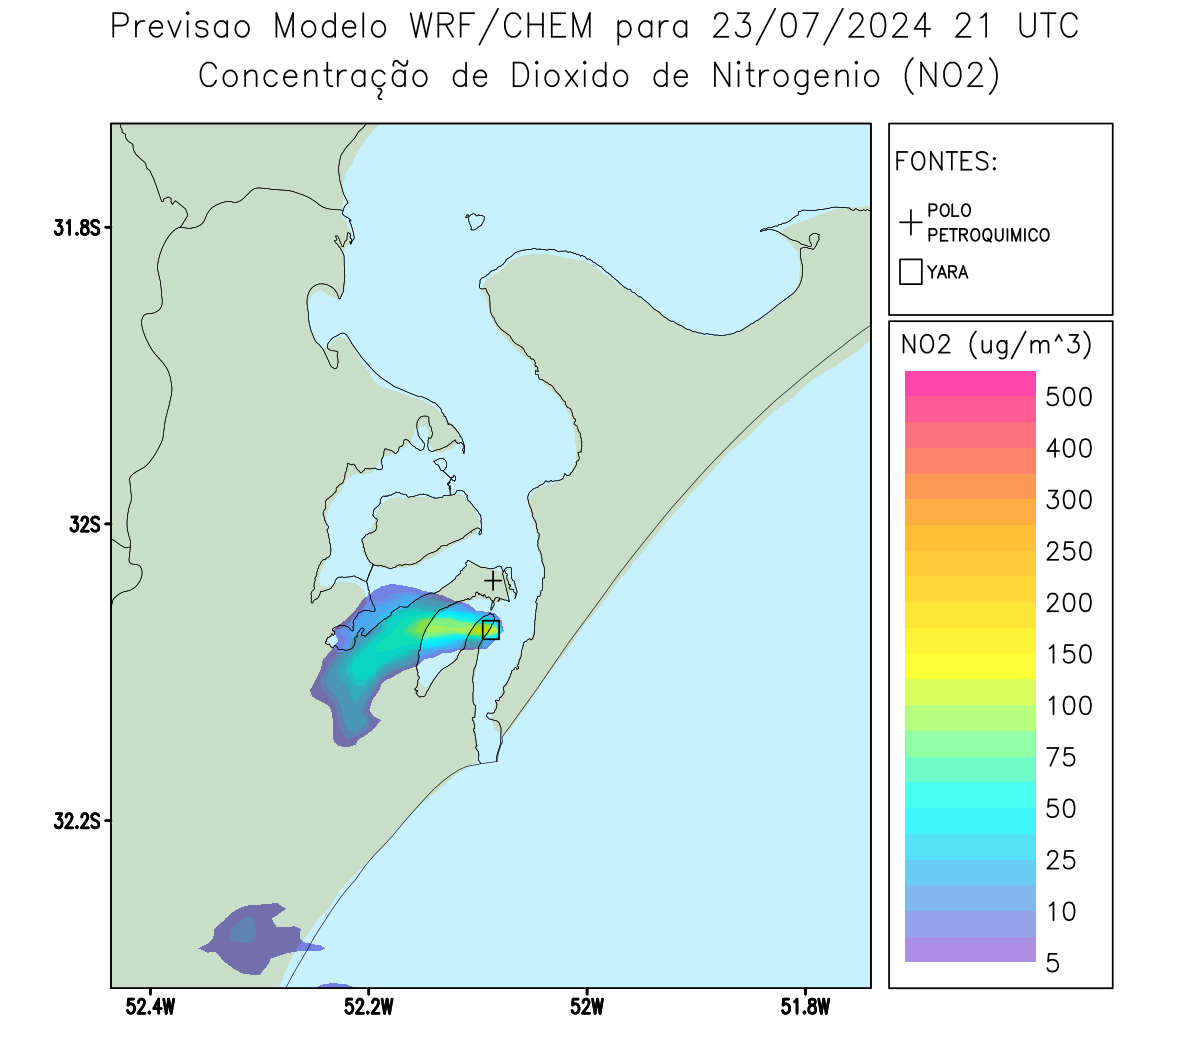 Previsao Modelo WRF/CHEM para 23/07/2024 21 UTC
Concentração de Dioxido de Nitrogenio (NO2)
FONTES:
POLO
PETROQUIMICO
YARA
NO2 (ug/m^3)
500
400
300
250
200
150
100
75
50
25
10
5
31.8S
32S
32.2S
52.4W
52.2W
52W
51.8W